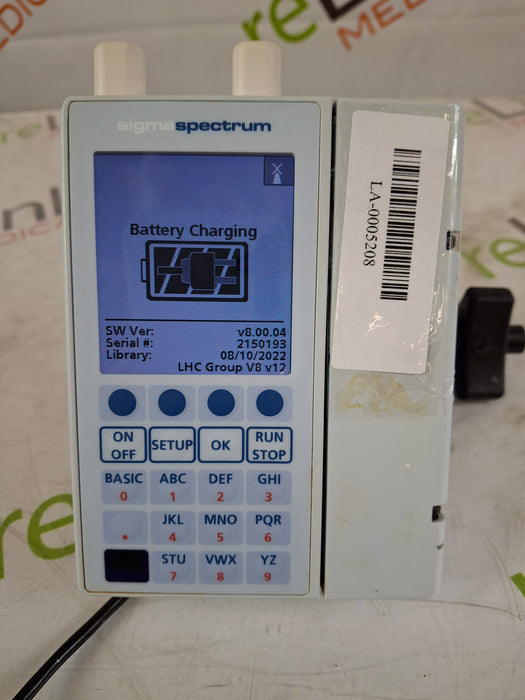 sigmaspectrum
Battery Charging
SW Ver: v8.00.04
Serial #: 2150193
Library: 08/10/2022
LHC Group V8 v12
LA-0005208
ON OFF
SETUP
OK
RUN STOP
BASIC 0
ABC 1
DEF 2
GHI 3
.
JKL 4
MNO 5
PQR 6
STU 7
VWX 8
YZ 9